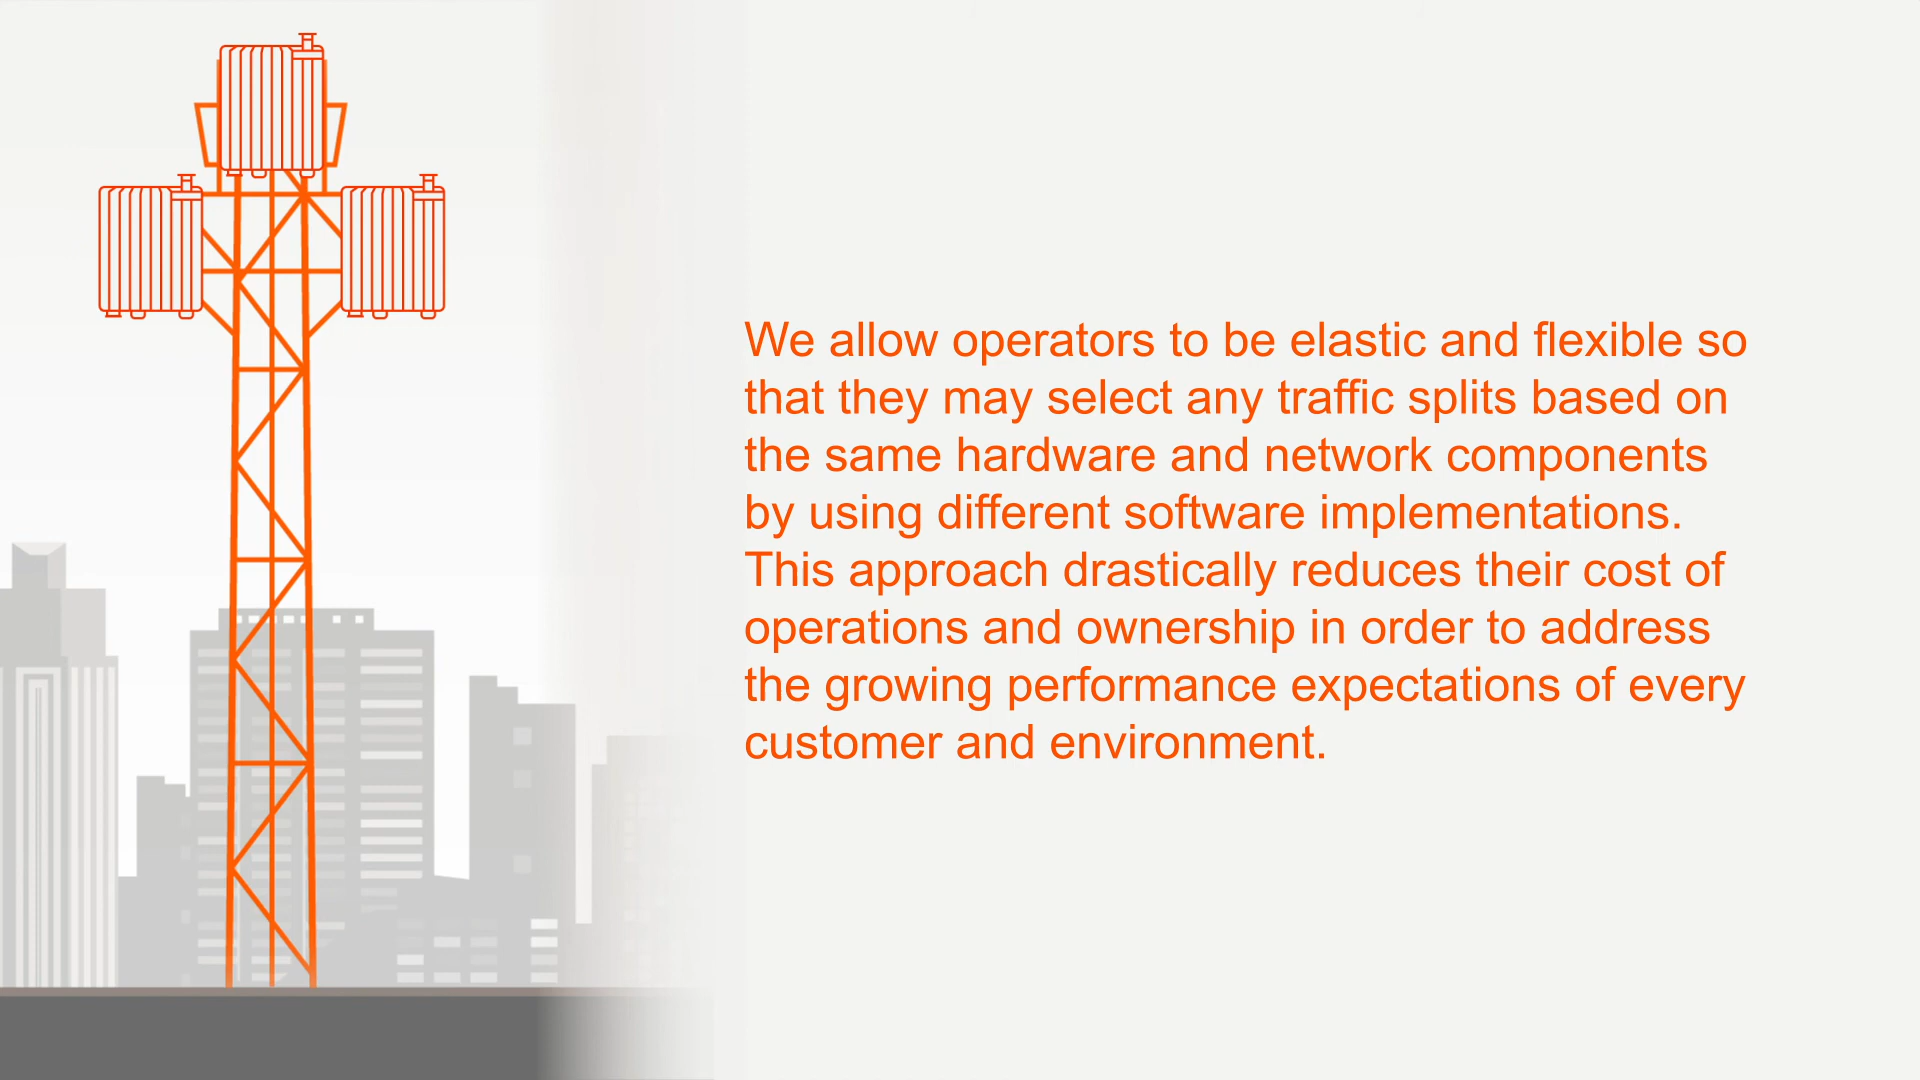 We allow operators to be elastic and flexible so
that they may select any traffic splits based on
the same hardware and network components
by using different software implementations.
This approach drastically reduces their cost of
operations and ownership in order to address
the growing performance expectations of every
customer and environment.